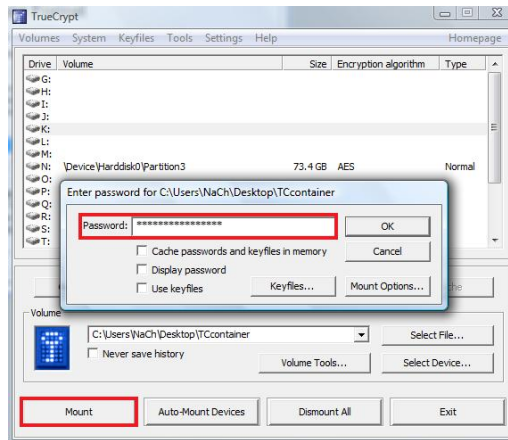 TrueCrypt
Volumes System Keyfiles Tools Settings Help Homepage
Drive Volume Size Encryption algorithm Type
G:
H:
I:
J:
K:
L:
M:
N: \Device\Harddisk0\Partition3 73.4 GB AES Normal
O:
P:
Q:
R:
S:
T:
Enter password for C:\Users\NaCh\Desktop\TCcontainer
Password: **************** OK
Cache passwords and keyfiles in memory Cancel
Display password
Use keyfiles Keyfiles... Mount Options...
Volume
C:\Users\NaCh\Desktop\TCcontainer Select File...
Never save history Volume Tools... Select Device...
Mount Auto-Mount Devices Dismount All Exit